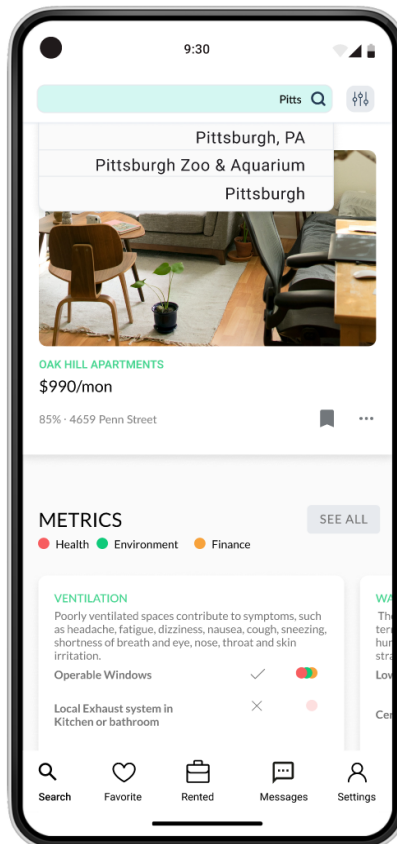 9:30
Pitts
Pittsburgh, PA
Pittsburgh Zoo & Aquarium
Pittsburgh
OAK HILL APARTMENTS
$990/mon
85% · 4659 Penn Street
METRICS
SEE ALL
Health Environment Finance
VENTILATION
Poorly ventilated spaces contribute to symptoms, such
as headache, fatigue, dizziness, nausea, cough, sneezing,
shortness of breath and eye, nose, throat and skin
irritation.
Operable Windows
Local Exhaust system in
Kitchen or bathroom
Search Favorite Rented Messages Settings